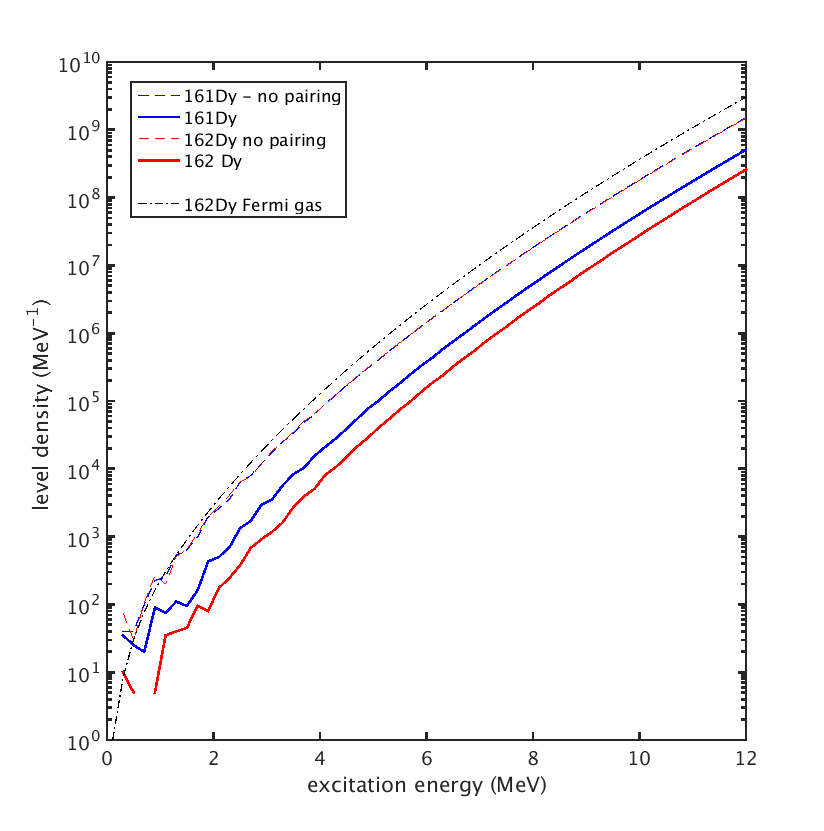 10^10
10^9
10^8
10^7
10^6
10^5
10^4
10^3
10^2
10^1
10^0
level density (MeV^-1)
161Dy – no pairing
161Dy
162Dy no pairing
162 Dy
162Dy Fermi gas
0 2 4 6 8 10 12
excitation energy (MeV)